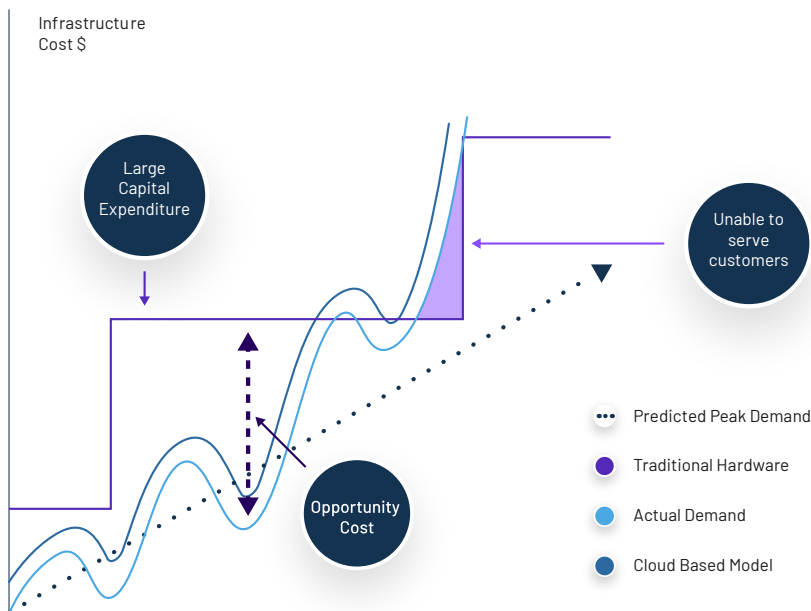 Infrastructure
Cost $
Large
Capital
Expenditure
Unable to
serve
customers
Opportunity
Cost
Predicted Peak Demand
Traditional Hardware
Actual Demand
Cloud Based Model